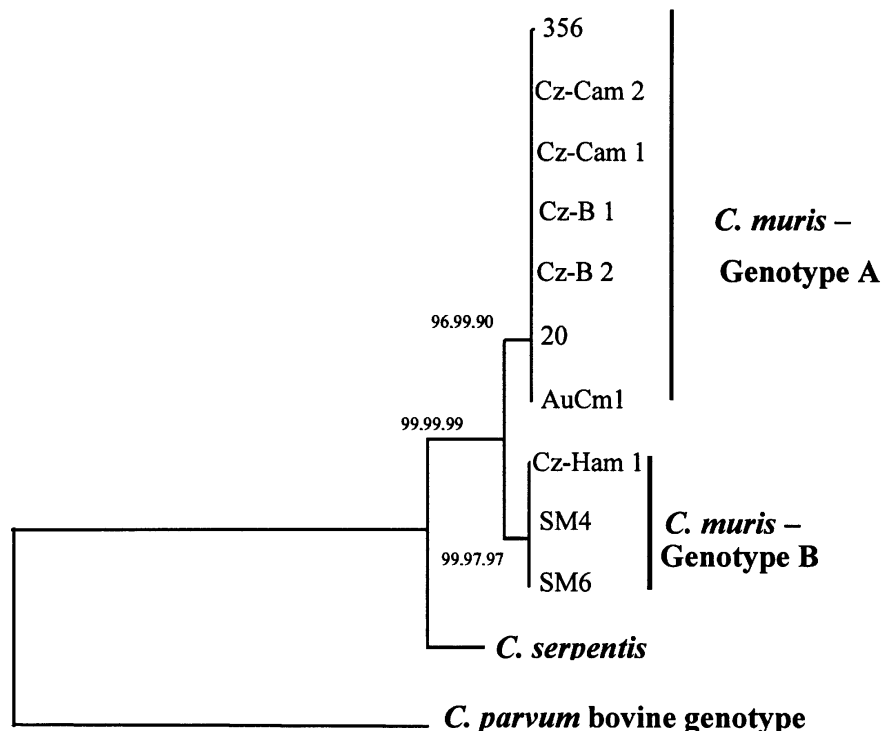 356
Cz-Cam 2
Cz-Cam 1
Cz-B 1
Cz-B 2
20
AuCm1
C. muris –
Genotype A
96.99.90
99.99.99
Cz-Ham 1
SM4
SM6
C. muris –
Genotype B
99.97.97
C. serpentis
C. parvum bovine genotype